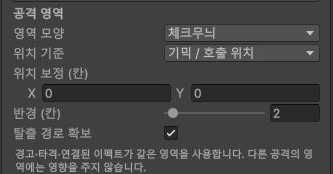 공격 영역
영역 모양 체크무늬
위치 기준 기믹 / 호출 위치
위치 보정 (칸)
X 0 Y 0
반경 (칸) 2
탈출 경로 확보
경고·타격·연결된 이펙트가 같은 영역을 사용합니다. 다른 공격의 영
역에는 영향을 주지 않습니다.